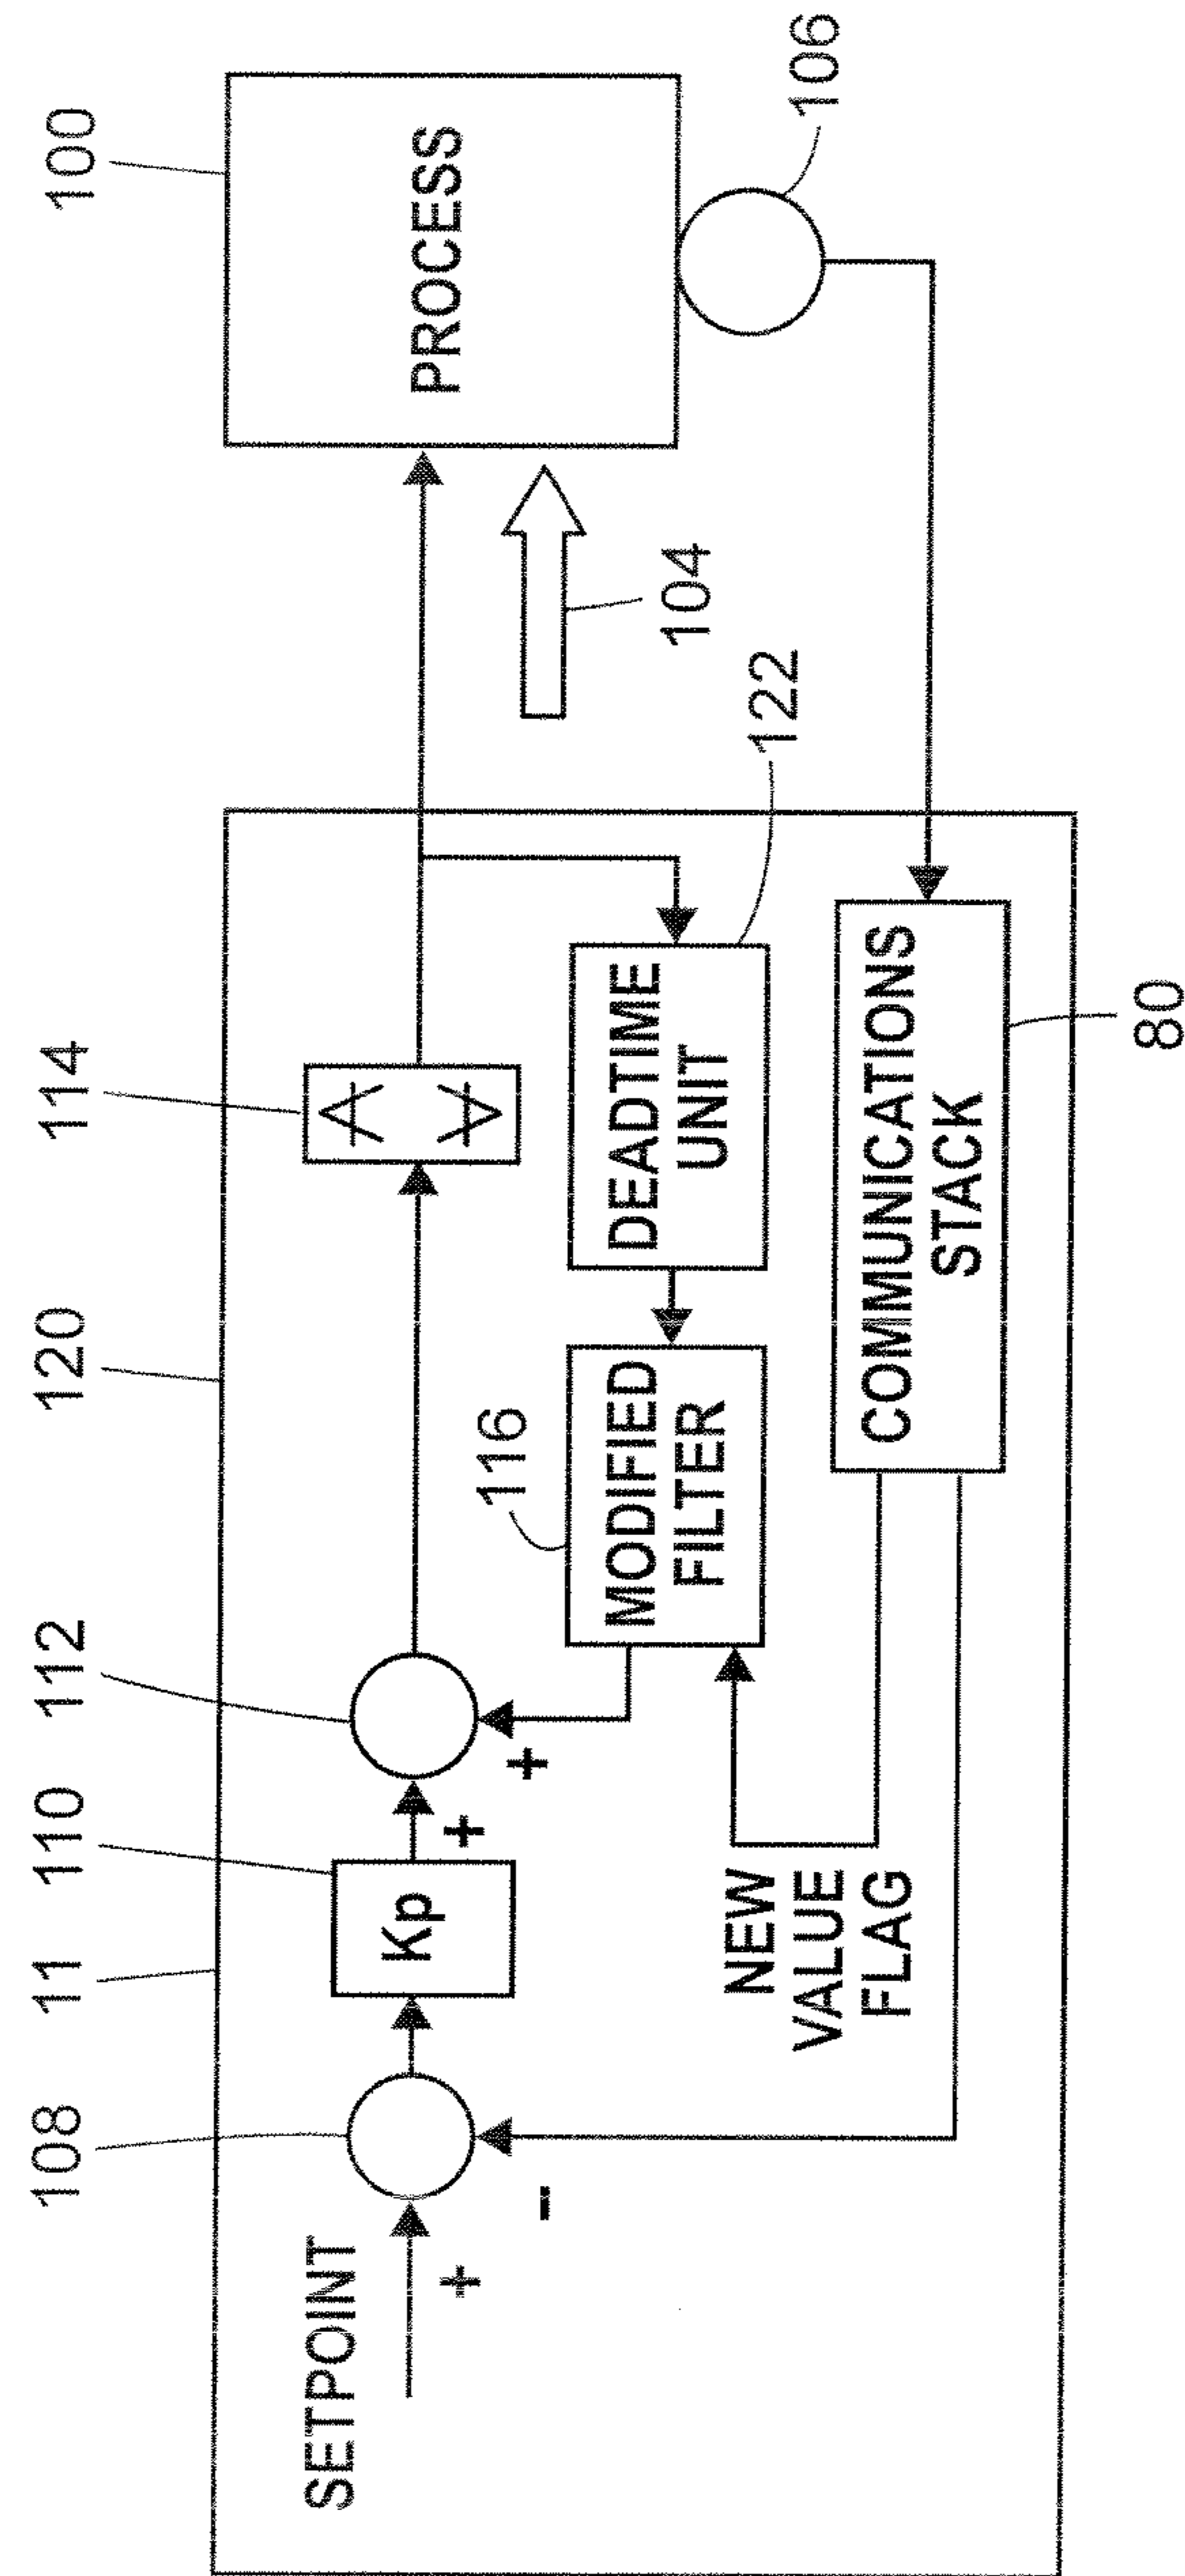 108
11
110
112
120
114
100
SETPOINT
+
-
Kp
+
+
116
MODIFIED
FILTER
DEADTIME
UNIT
122
104
PROCESS
106
NEW
VALUE
FLAG
COMMUNICATIONS
STACK
80